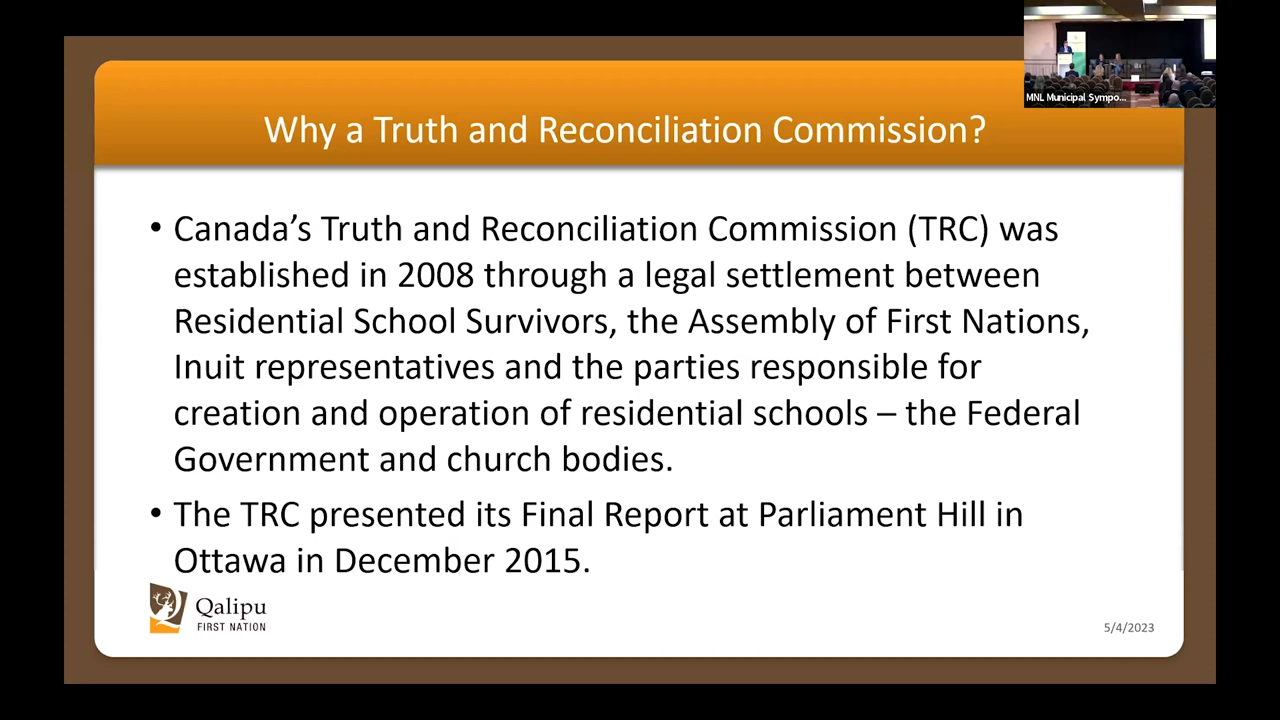 MNL Municipal Sympo...
Why a Truth and Reconciliation Commission?
• Canada’s Truth and Reconciliation Commission (TRC) was
established in 2008 through a legal settlement between
Residential School Survivors, the Assembly of First Nations,
Inuit representatives and the parties responsible for
creation and operation of residential schools – the Federal
Government and church bodies.
• The TRC presented its Final Report at Parliament Hill in
Ottawa in December 2015.
Qalipu
FIRST NATION
5/4/2023